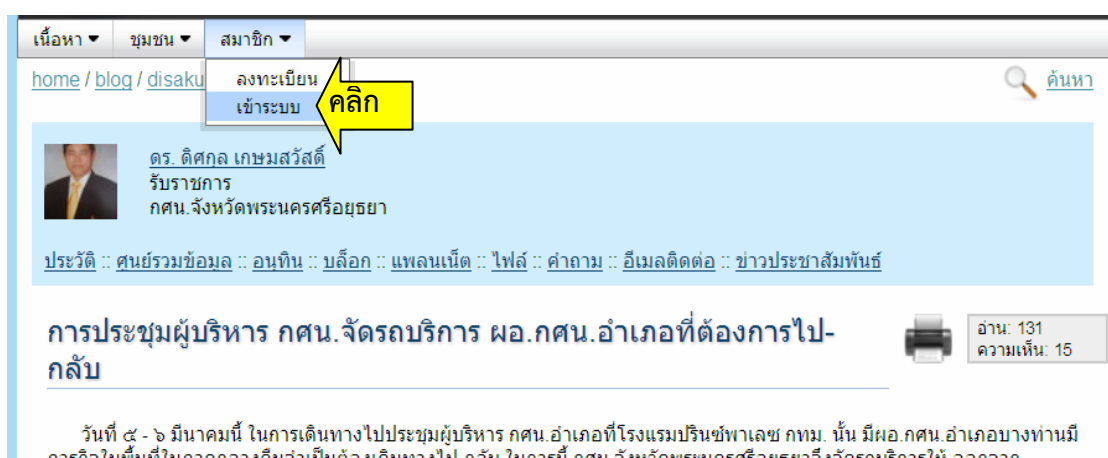 เนื้อหา ▼ ชุมชน ▼ สมาชิก ▼
ลงทะเบียน
เข้าระบบ
คลิก
home / blog / disaku
ค้นหา
ดร. ดิศกุล เกษมสวัสดิ์
รับราชการ
กศน.จังหวัดพระนครศรีอยุธยา
ประวัติ :: ศูนย์รวมข้อมูล :: อนุทิน :: บล็อก :: แพลนเน็ต :: ไฟล์ :: คำถาม :: อีเมลติดต่อ :: ข่าวประชาสัมพันธ์
การประชุมผู้บริหาร กศน.จัดรถบริการ ผอ.กศน.อำเภอที่ต้องการไป-
กลับ
อ่าน: 131
ความเห็น: 15
วันที่ ๕ - ๖ มีนาคมนี้ ในการเดินทางไปประชุมผู้บริหาร กศน.อำเภอที่โรงแรมปรินซ์พาเลซ กทม. นั้น มีผอ.กศน.อำเภอบางท่านมี